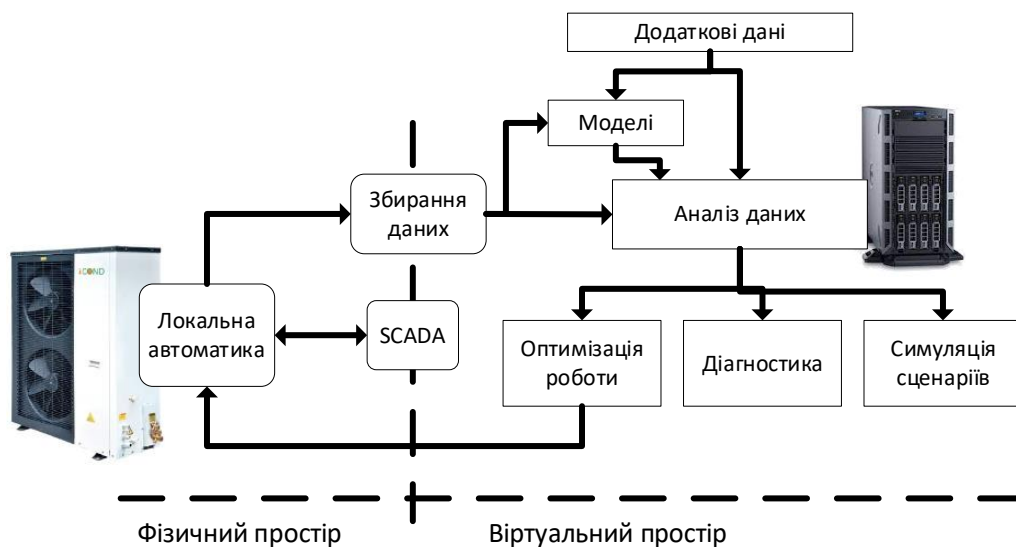 Додаткові дані
Моделі
Збирання
даних
Аналіз даних
COND
Локальна
автоматика
SCADA
Оптимізація
роботи
Діагностика
Симуляція
сценаріїв
Фізичний простір
Віртуальний простір